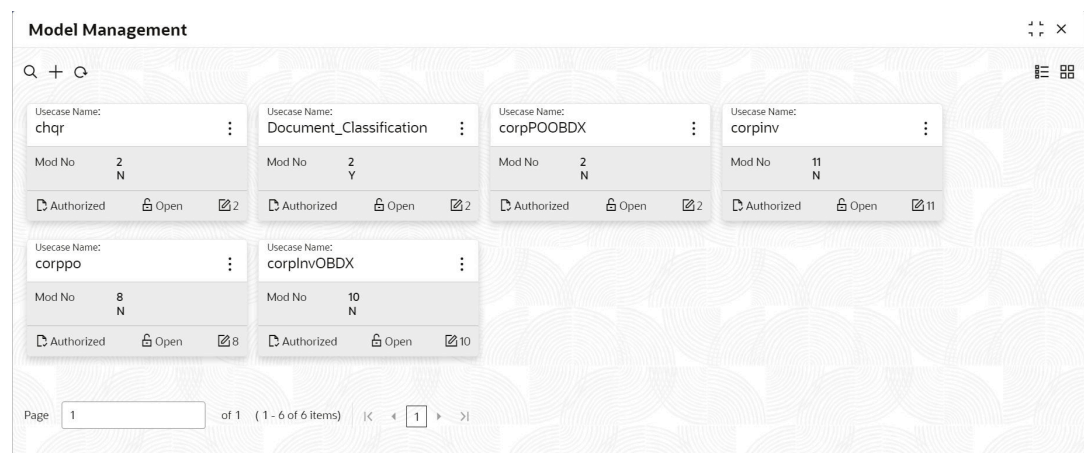 Model Management
Usecase Name:
chqr
Mod No 2
N
Authorized Open 2
Usecase Name:
Document_Classification
Mod No 2
Y
Authorized Open 2
Usecase Name:
corpPOOBDX
Mod No 2
N
Authorized Open 2
Usecase Name:
corpinv
Mod No 11
N
Authorized Open 11
Usecase Name:
corppo
Mod No 8
N
Authorized Open 8
Usecase Name:
corpInvOBDX
Mod No 10
N
Authorized Open 10
Page 1 of 1 ( 1 - 6 of 6 items) 1